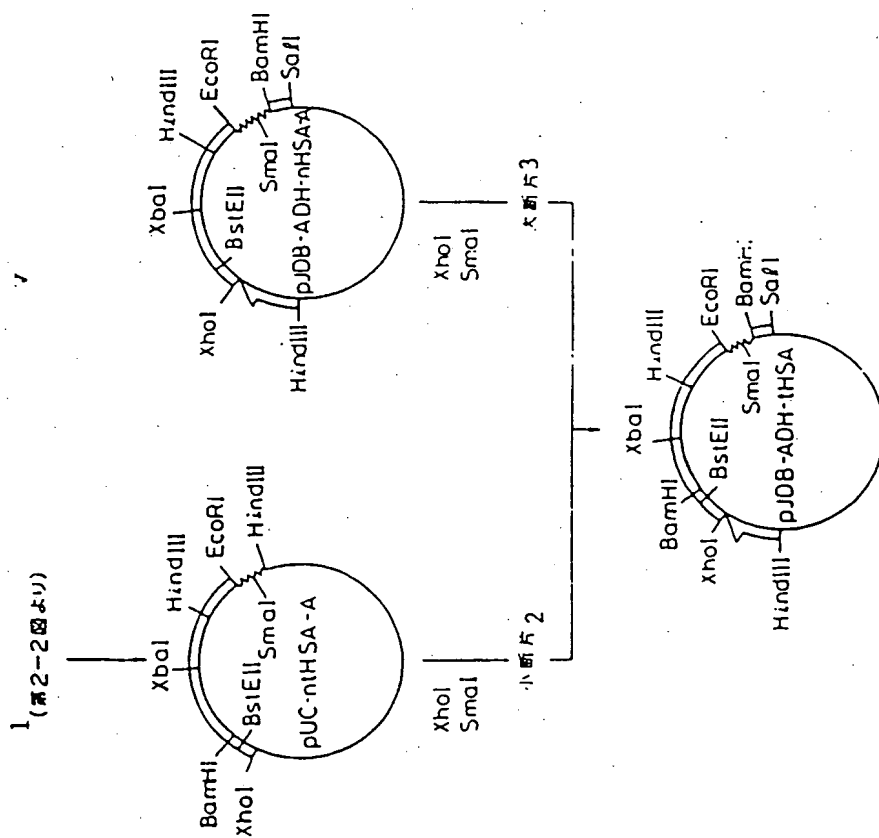 1
(第2-2図より)
XbaI
HindIII
EcoRI
BamHI
XhoI
BstEII
SmaI
HindIII
pUC-ntHSA-A
XhoI
SmaI
小断片2
XbaI
HindIII
EcoRI
BamHI
SalI
SmaI
BstEII
XhoI
pJDB-ADH-nHSA-A
HindIII
XhoI
SmaI
大断片3
XbaI
HindIII
EcoRI
BamHI
BamHI
SalI
SmaI
BstEII
XhoI
pJDB-ADH-tHSA
HindIII